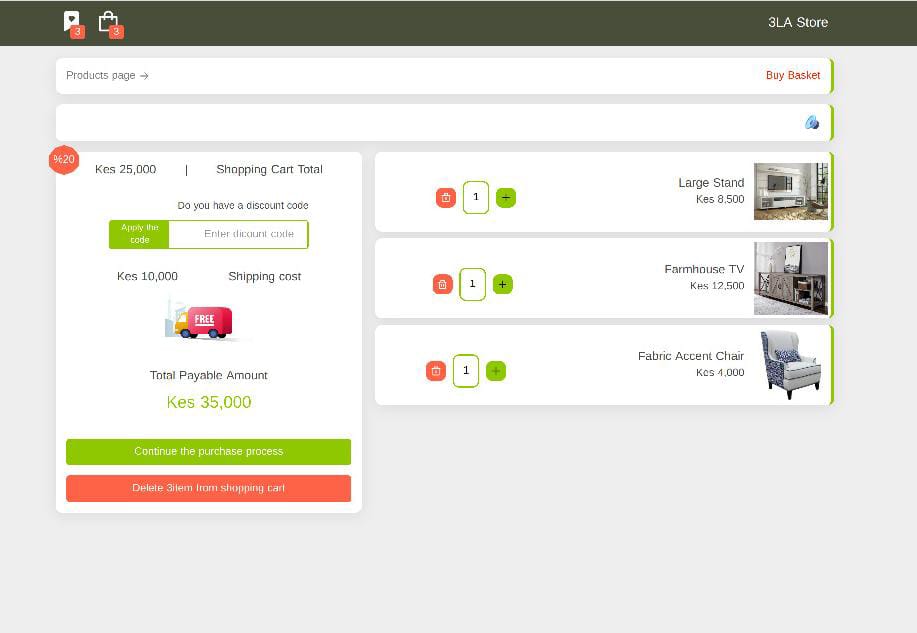 3
3
3LA Store
Products page →
Buy Basket
%20
Kes 25,000 | Shopping Cart Total
Do you have a discount code
Apply the
code
Enter dicount code
Kes 10,000 Shipping cost
FREE
Total Payable Amount
Kes 35,000
Continue the purchase process
Delete 3item from shopping cart
1 +
Large Stand
Kes 8,500
1 +
Farmhouse TV
Kes 12,500
1 +
Fabric Accent Chair
Kes 4,000